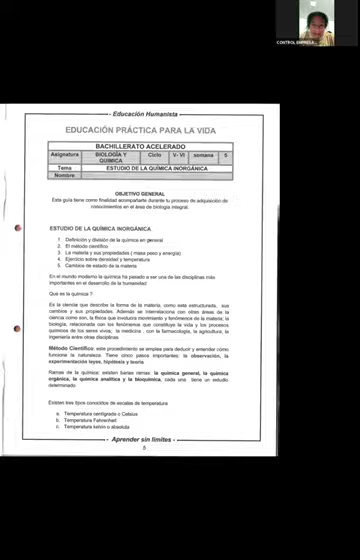 CONTROL EMPRESA...
- Educación Humanista -
EDUCACIÓN PRÁCTICA PARA LA VIDA
BACHILLERATO ACELERADO
Asignatura BIOLOGÍA Y QUIMICA Ciclo V- VI semana 5
Tema ESTUDIO DE LA QUÍMICA INORGÁNICA
Nombre
OBJETIVO GENERAL
Este guía tiene como finalidad acompañarte durante tu proceso de adquisición de
conocimientos en el área de biología integral.
ESTUDIO DE LA QUÍMICA INORGÁNICA
1. Definición y división de la química en general
2. El método científico
3. La materia y sus propiedades ( masa peso y energía)
4. Ejercicio sobre densidad y temperatura
5. Cambios de estado de la materia
En el mundo moderno la química ha pasado a ser una de las disciplinas más
importantes en el desarrollo de la humanidad
Qué es la química ?
Es la ciencia que describe la forma de la materia, como esta estructurada, sus
cambios y sus propiedades. Además se interrelaciona con otras áreas de la
ciencia como son, la física que involucra movimiento y fenómenos de la materia; la
biología, relacionada con los fenómenos que constituye la vida y los procesos
químicos de los seres vivos; la medicina , con la farmacología, la agricultura, la
ingeniería entre otras disciplinas
Método Científico: este procedimiento se emplea para deducir y entender cómo
funciona la naturaleza. Tiene cinco pasos importantes: la observación, la
experimentación leyes, hipótesis y teoría
Ramas de la química: existen varias ramas: la química general, la química
orgánica, la química analítica y la bioquímica, cada una tiene un estudio
determinado
Existen tres tipos conocidos de escalas de temperatura
a. Temperatura centígrada o Celsius
b. Temperatura Fahrenheit
c. Temperatura kelvin o absoluta
- Aprender sin límites -
8